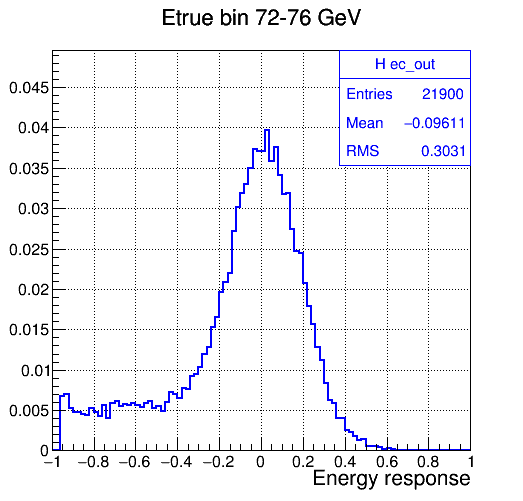 Etrue bin 72-76 GeV
H ec_out
Entries 21900
Mean −0.09611
RMS 0.3031
0.045
0.04
0.035
0.03
0.025
0.02
0.015
0.01
0.005
0
−1 −0.8 −0.6 −0.4 −0.2 0 0.2 0.4 0.6 0.8 1
Energy response